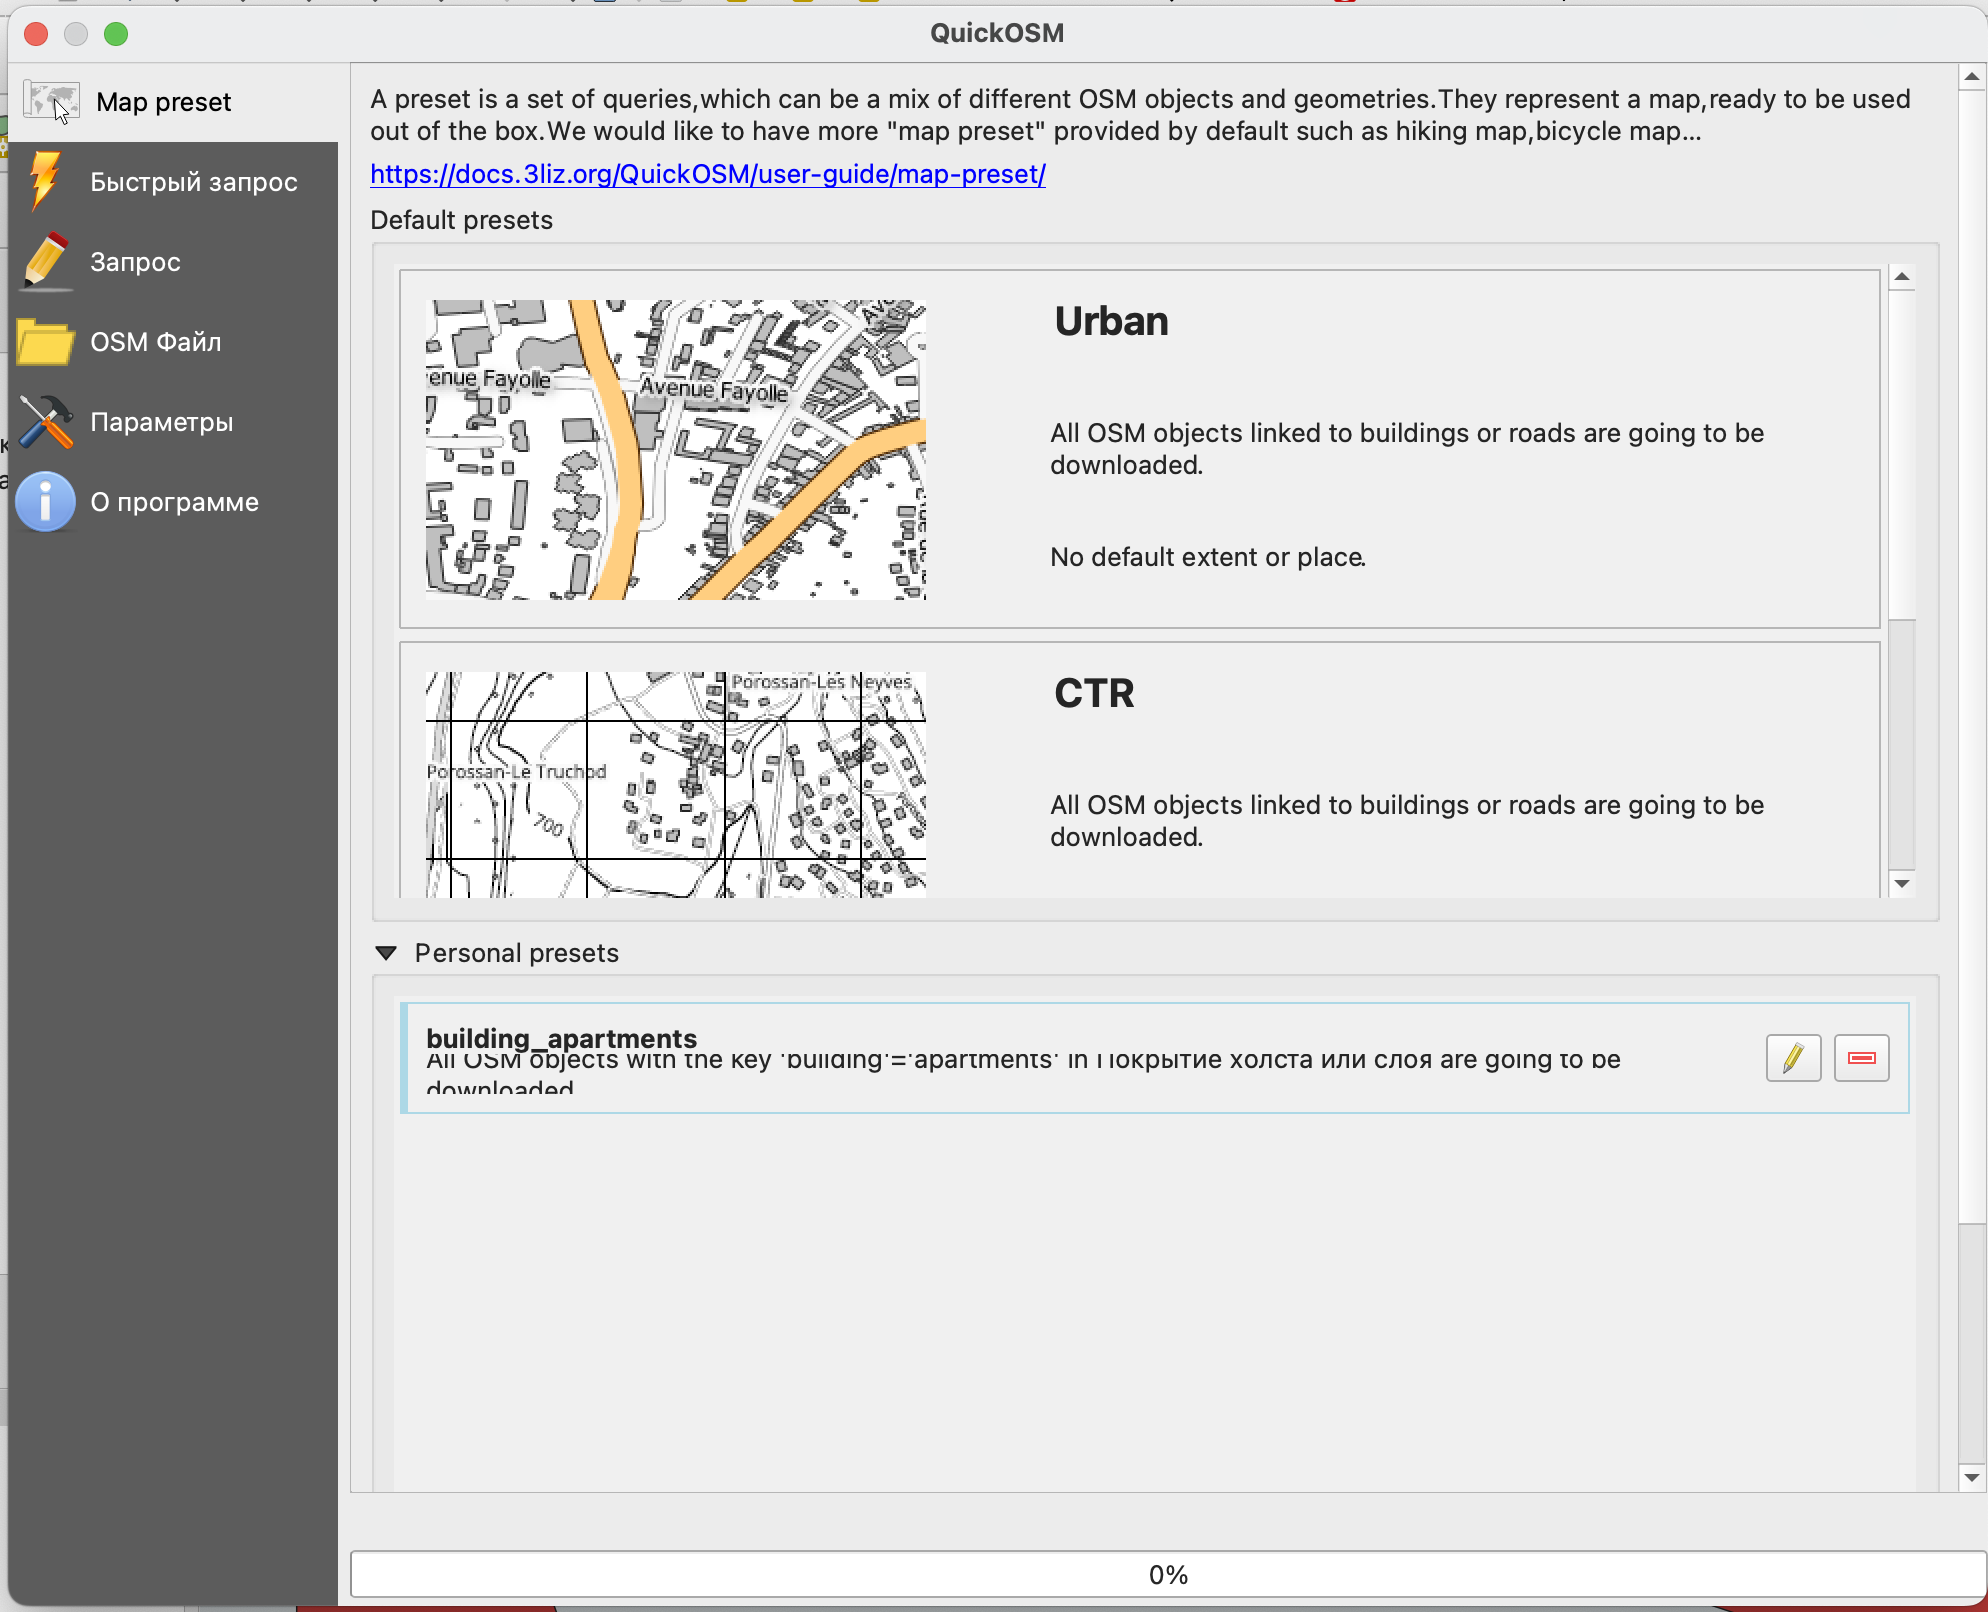 QuickOSM
Map preset
Быстрый запрос
Запрос
OSM Файл
Параметры
О программе
A preset is a set of queries,which can be a mix of different OSM objects and geometries.They represent a map,ready to be used
out of the box.We would like to have more "map preset" provided by default such as hiking map,bicycle map...
https://docs.3liz.org/QuickOSM/user-guide/map-preset/
Default presets
enue Fayolle
Avenue Fayolle
Urban
All OSM objects linked to buildings or roads are going to be
downloaded.
No default extent or place.
Porossan-Les Neyves
Porossan-Le Truchod
700
CTR
All OSM objects linked to buildings or roads are going to be
downloaded.
Personal presets
building_apartments
All OSM objects with the key 'building'='apartments' in Покрытие холста или слоя are going to be
downloaded
0%